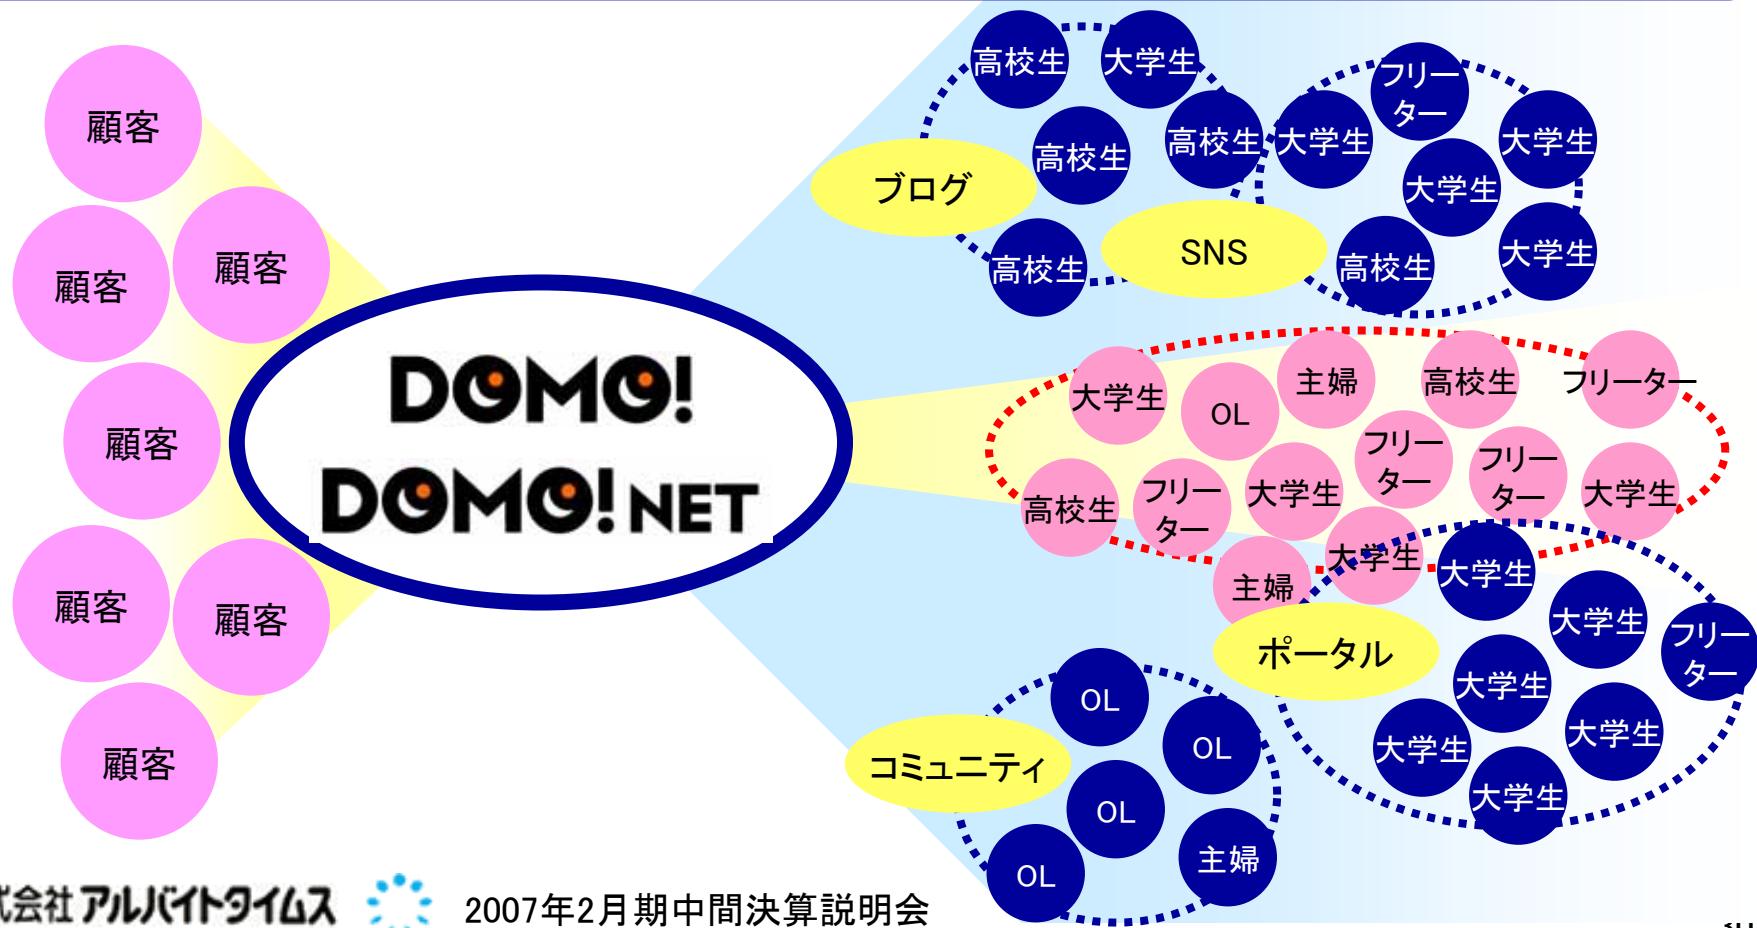 顧客
顧客
顧客
顧客
顧客
顧客
顧客
顧客
DOMO!
DOMO!NET
高校生
大学生
高校生
高校生
高校生
ブログ
フリー
ター
大学生
大学生
大学生
大学生
高校生
SNS
大学生
OL
主婦
高校生
フリーター
高校生
フリー
ター
大学生
フリー
ター
フリー
ター
大学生
主婦
大学生
ポータル
大学生
大学生
フリー
ター
大学生
大学生
大学生
大学生
コミュニティ
OL
OL
OL
OL
主婦
式会社アルバイトタイムス
2007年2月期中間決算説明会